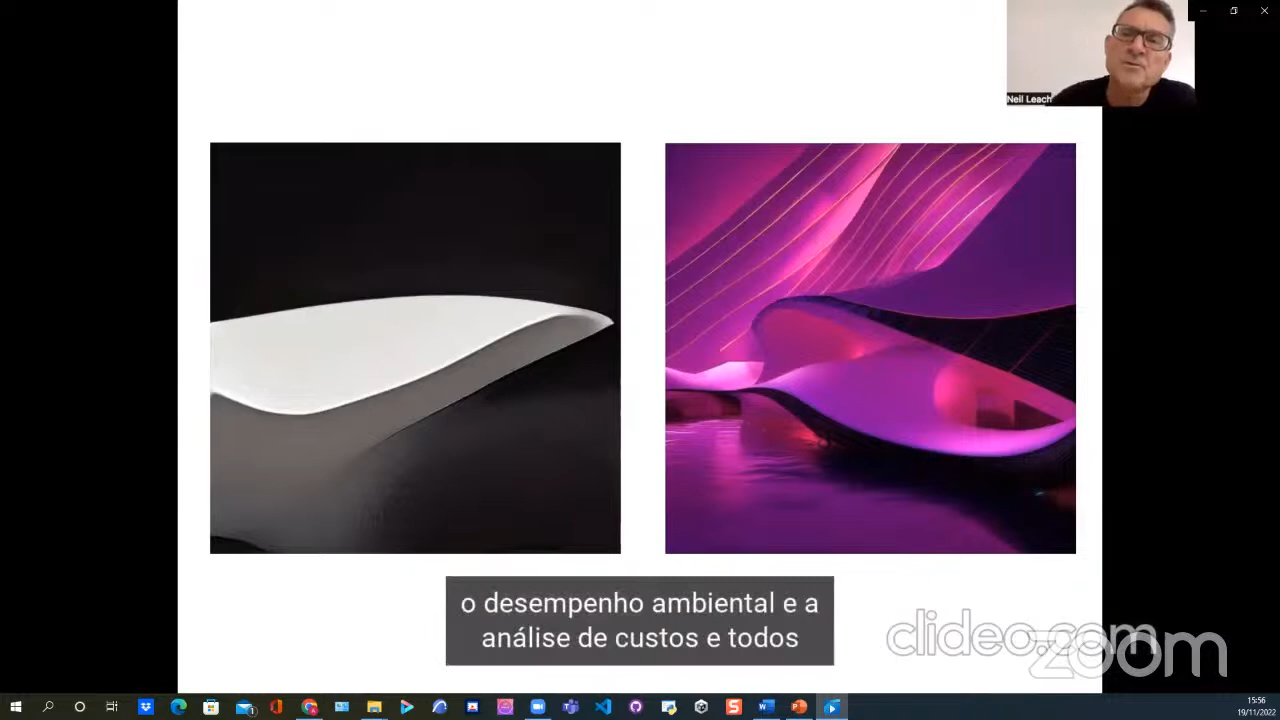 Neil Leach
o desempenho ambiental e a
análise de custos e todos
clideo.com
zoom
15:56
19/11/2022